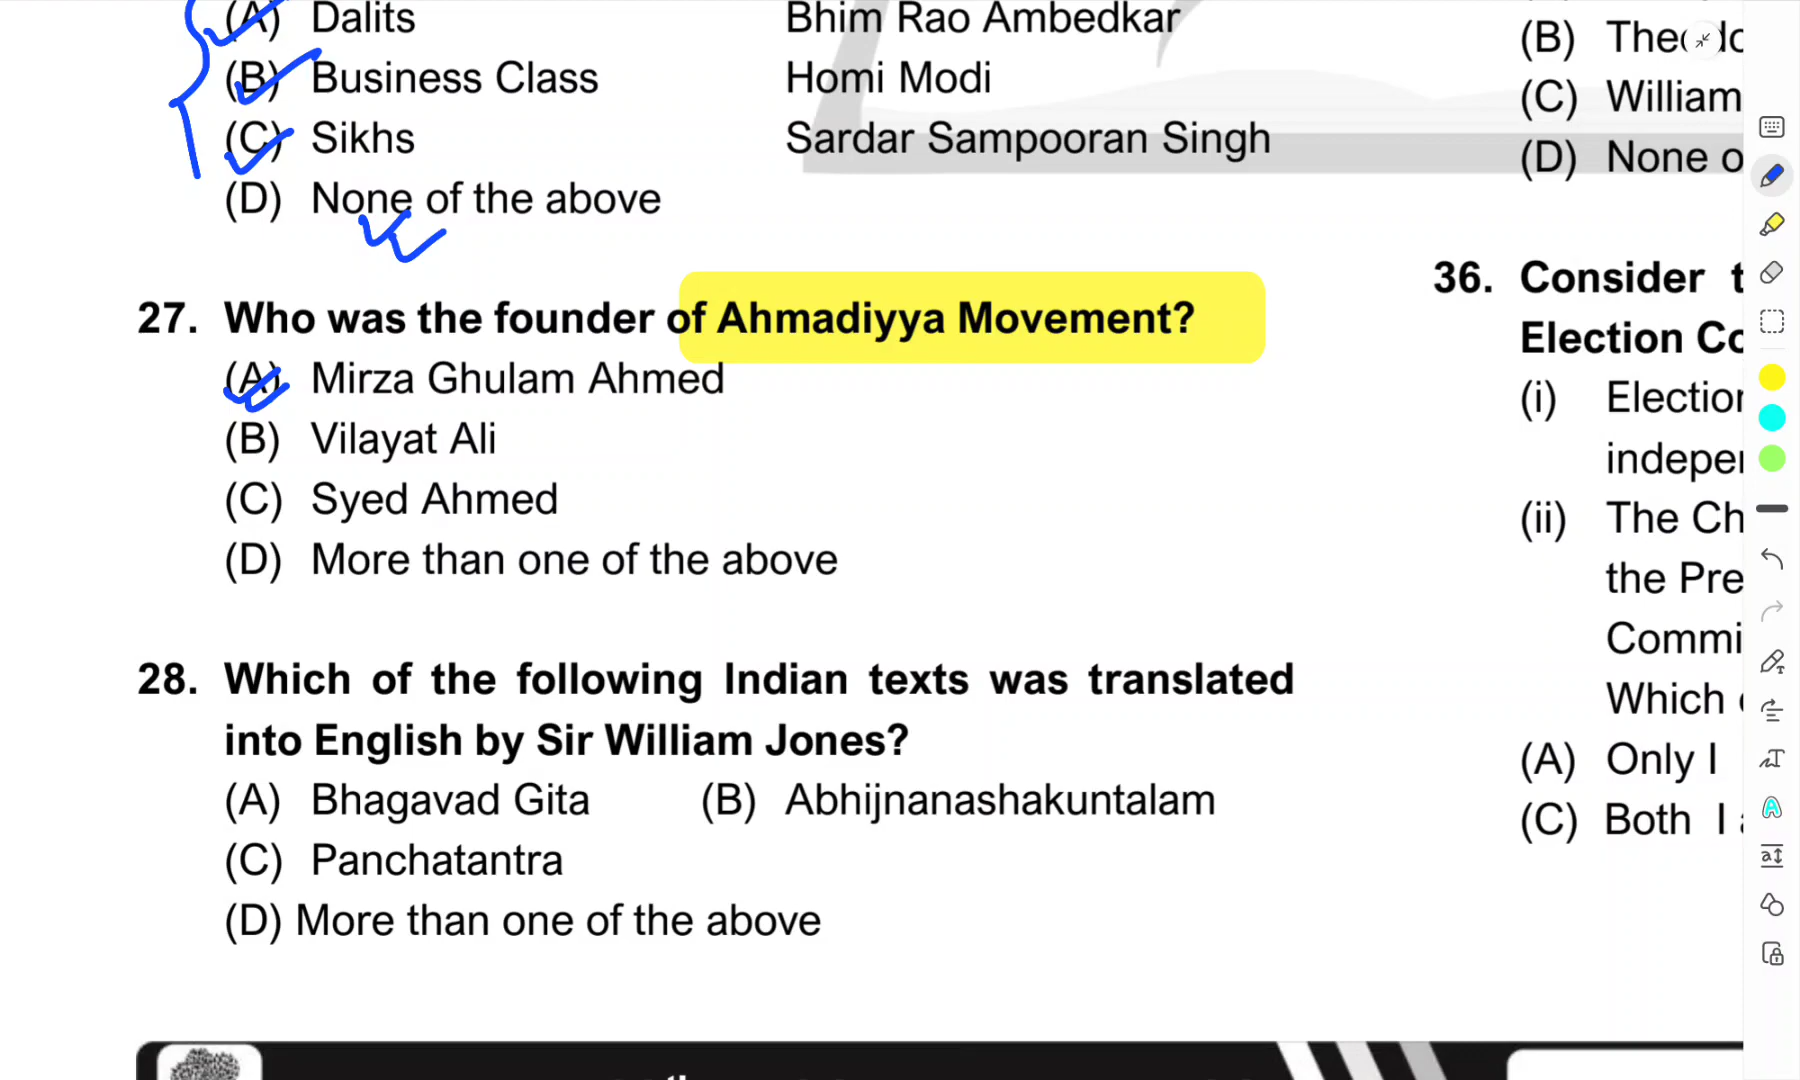 (A) Dalits Bhim Rao Ambedkar
(B) Business Class Homi Modi
(C) Sikhs Sardar Sampooran Singh
(D) None of the above
27. Who was the founder of Ahmadiyya Movement?
(A) Mirza Ghulam Ahmed
(B) Vilayat Ali
(C) Syed Ahmed
(D) More than one of the above
28. Which of the following Indian texts was translated
into English by Sir William Jones?
(A) Bhagavad Gita (B) Abhijnanashakuntalam
(C) Panchatantra
(D) More than one of the above
(B)
(C) William
(D) None o
36. Consider t
Election Co
(i) Election
indeper
(ii) The Ch
the Pre
Commi
Which
(A) Only I
(C) Both I